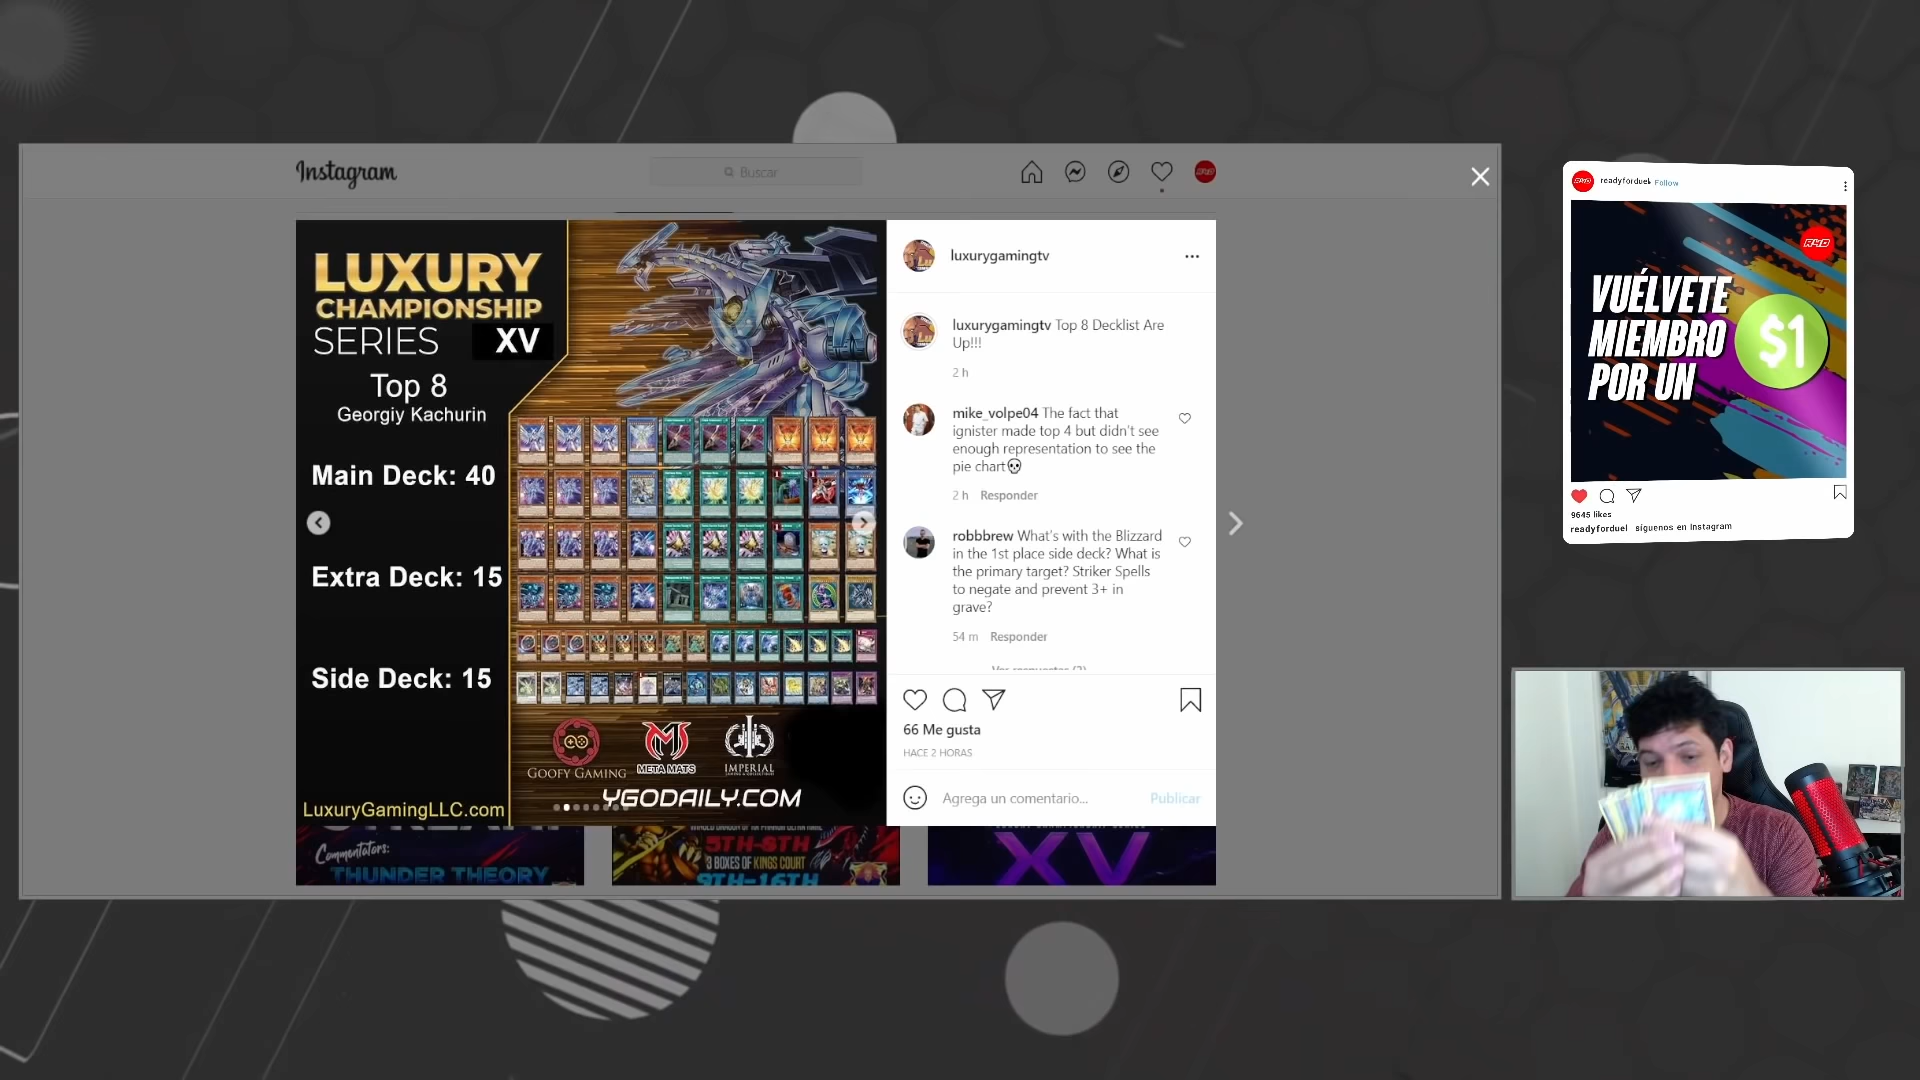 Instagram
Buscar
LUXURY
CHAMPIONSHIP
SERIES XV
Top 8
Georgiy Kachurin
Main Deck: 40
Extra Deck: 15
Side Deck: 15
GOOFY GAMING
META MATS
IMPERIAL
YGODAILY.COM
LuxuryGamingLLC.com
luxurygamingtv
luxurygamingtv Top 8 Decklist Are
Up!!!
2 h
mike_volpe04 The fact that
ignister made top 4 but didn't see
enough representation to see the
pie chart💀
2 h Responder
robbbrew What's with the Blizzard
in the 1st place side deck? What is
the primary target? Striker Spells
to negate and prevent 3+ in
grave?
54 m Responder
66 Me gusta
HACE 2 HORAS
Agrega un comentario...
Publicar
Commentators:
THUNDER THEORY
5TH-8TH
3 BOXES OF KINGS COURT
9TH-16TH
XV
readyforduel Follow
R4D
VUÉLVETE
MIEMBRO
POR UN
$1
9645 likes
readyforduel síguenos en Instagram